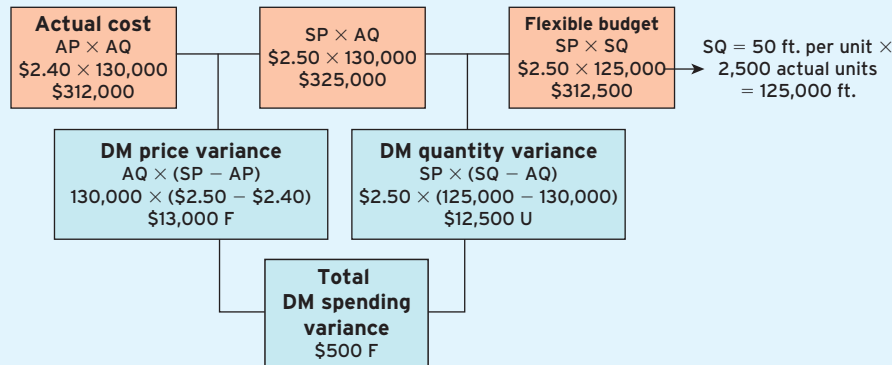 Actual cost
AP × AQ
$2.40 × 130,000
$312,000
SP × AQ
$2.50 × 130,000
$325,000
Flexible budget
SP × SQ
$2.50 × 125,000
$312,500
SQ = 50 ft. per unit ×
2,500 actual units
= 125,000 ft.
DM price variance
AQ × (SP − AP)
130,000 × ($2.50 − $2.40)
$13,000 F
DM quantity variance
SP × (SQ − AQ)
$2.50 × (125,000 − 130,000)
$12,500 U
Total
DM spending
variance
$500 F